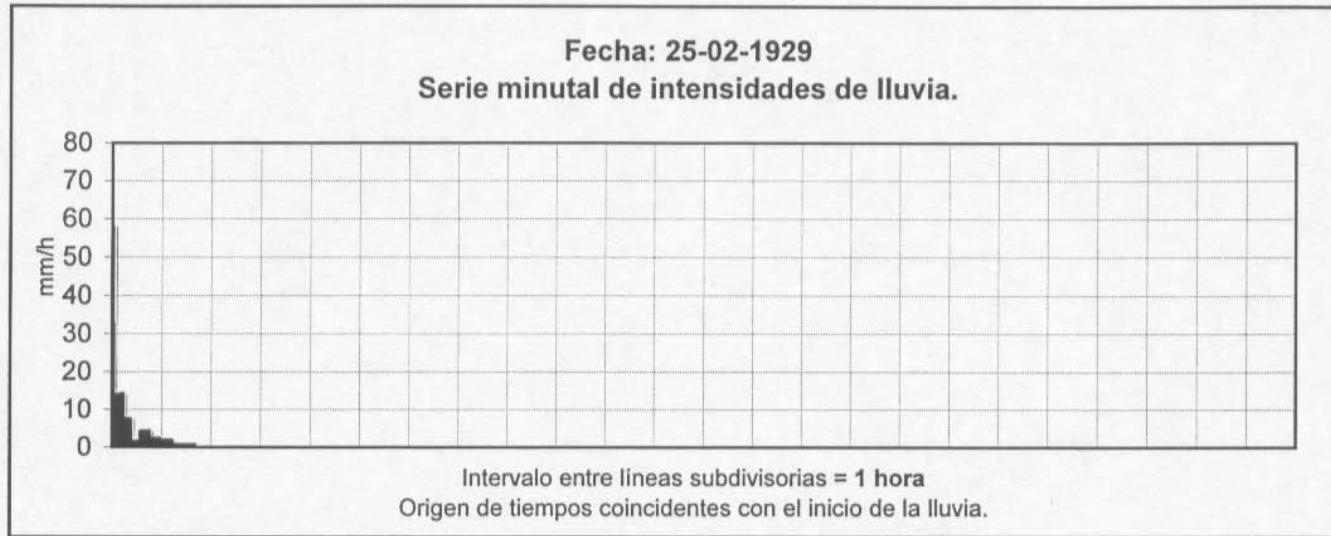 Fecha: 25-02-1929
Serie minutal de intensidades de lluvia.
80
70
60
50
40
30
20
10
0
mm/h
Intervalo entre líneas subdivisorias = 1 hora
Origen de tiempos coincidentes con el inicio de la lluvia.